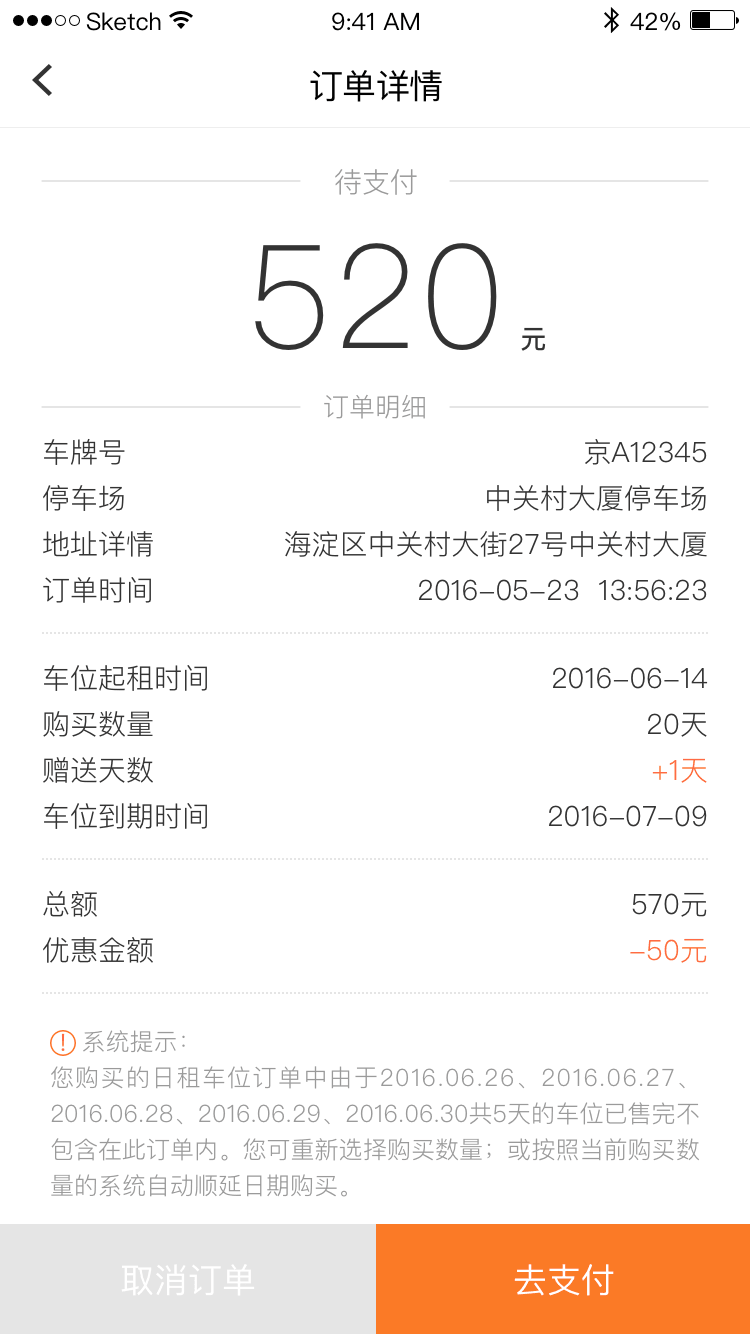 Sketch 9:41 AM 42%
订单详情
待支付
520 元
订单明细
车牌号 京A12345
停车场 中关村大厦停车场
地址详情 海淀区中关村大街27号中关村大厦
订单时间 2016-05-23 13:56:23
车位起租时间 2016-06-14
购买数量 20天
赠送天数 +1天
车位到期时间 2016-07-09
总额 570元
优惠金额 -50元
系统提示：
您购买的日租车位订单中由于2016.06.26、2016.06.27、
2016.06.28、2016.06.29、2016.06.30共5天的车位已售完不
包含在此订单内。您可重新选择购买数量；或按照当前购买数
量的系统自动顺延日期购买。
取消订单 去支付